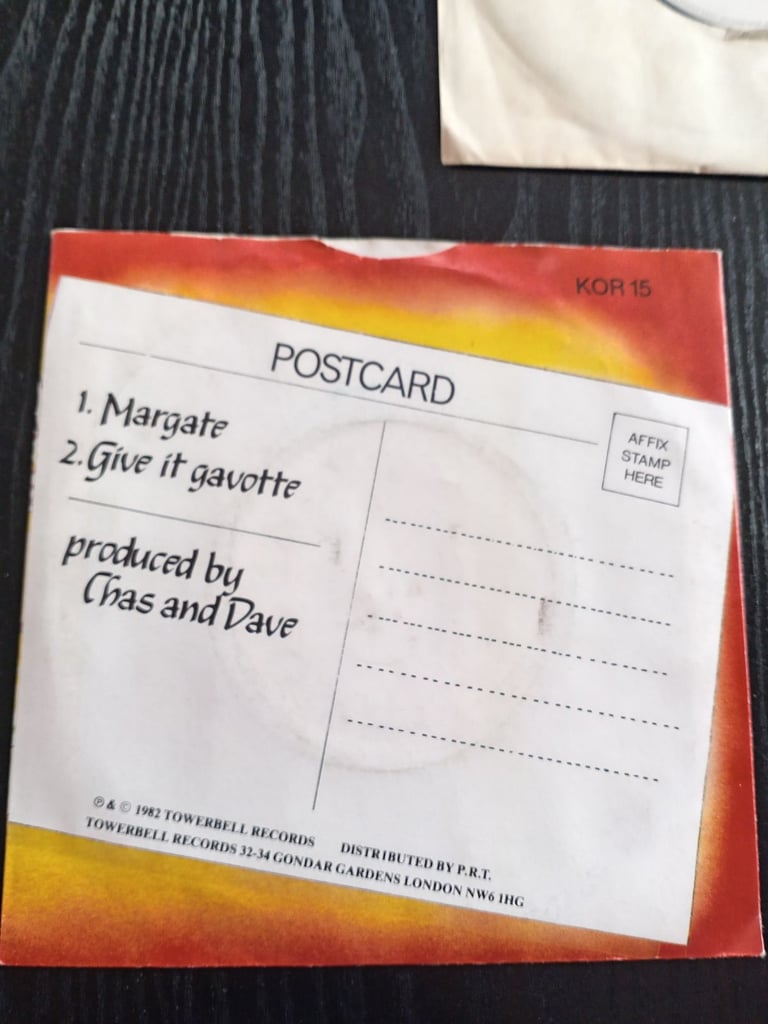 KOR 15
POSTCARD
AFFIX
STAMP
HERE
1. Margate
2. Give it gavotte
produced by
Chas and Dave
℗ & © 1982 TOWERBELL RECORDS DISTRIBUTED BY P.R.T.
TOWERBELL RECORDS 32-34 GONDAR GARDENS LONDON NW6 1HG